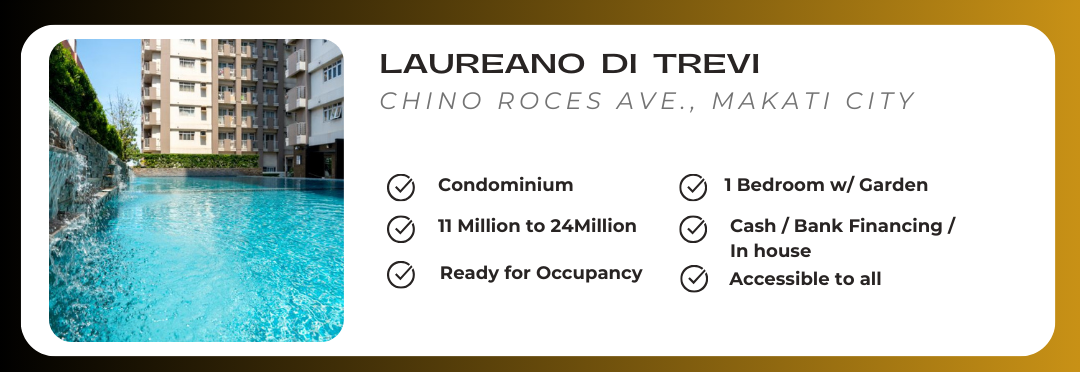 LAUREANO DI TREVI
CHINO ROCES AVE., MAKATI CITY
Condominium
11 Million to 24Million
Ready for Occupancy
1 Bedroom w/ Garden
Cash / Bank Financing /
In house
Accessible to all